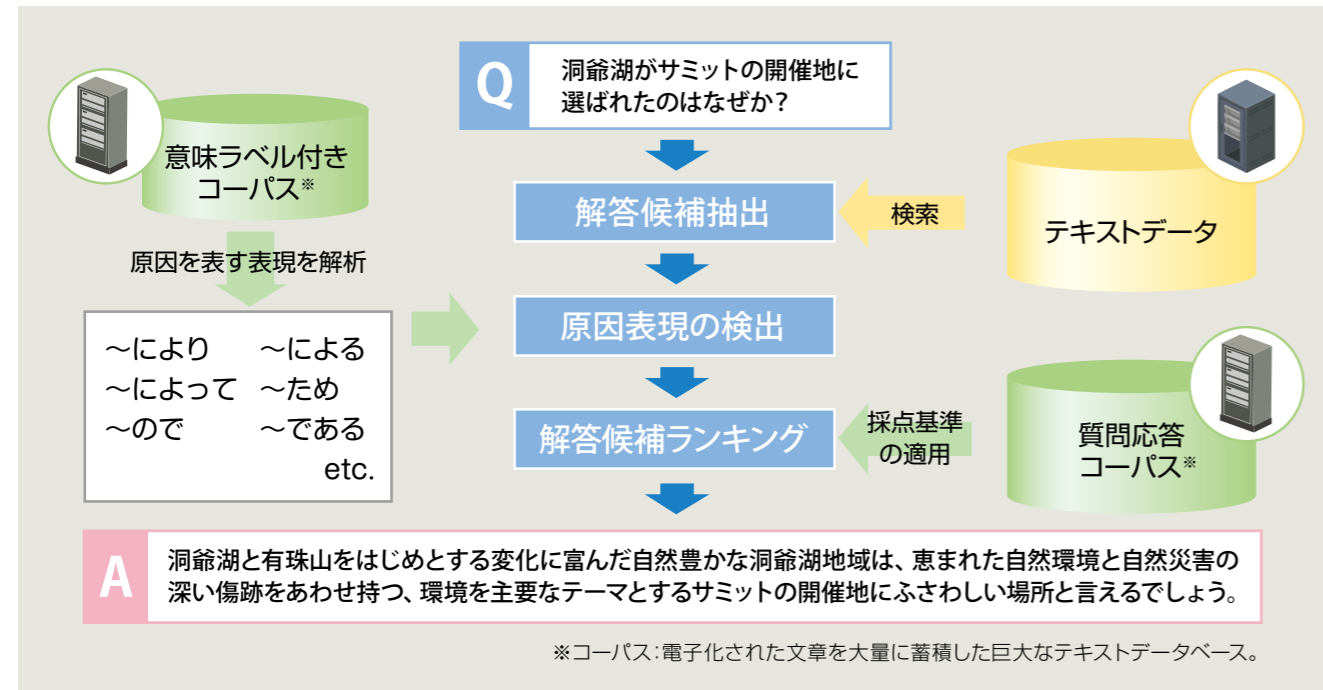 Q
洞爺湖がサミットの開催地に
選ばれたのはなぜか？
意味ラベル付き
コーパス※
解答候補抽出
検索
テキストデータ
原因を表す表現を解析
～により　～による
～によって　～ため
～ので　～である
etc.
原因表現の検出
解答候補ランキング
採点基準
の適用
質問応答
コーパス※
A
洞爺湖と有珠山をはじめとする変化に富んだ自然豊かな洞爺湖地域は、恵まれた自然環境と自然災害の
深い傷跡をあわせ持つ、環境を主要なテーマとするサミットの開催地にふさわしい場所と言えるでしょう。
※コーパス：電子化された文章を大量に蓄積した巨大なテキストデータベース。